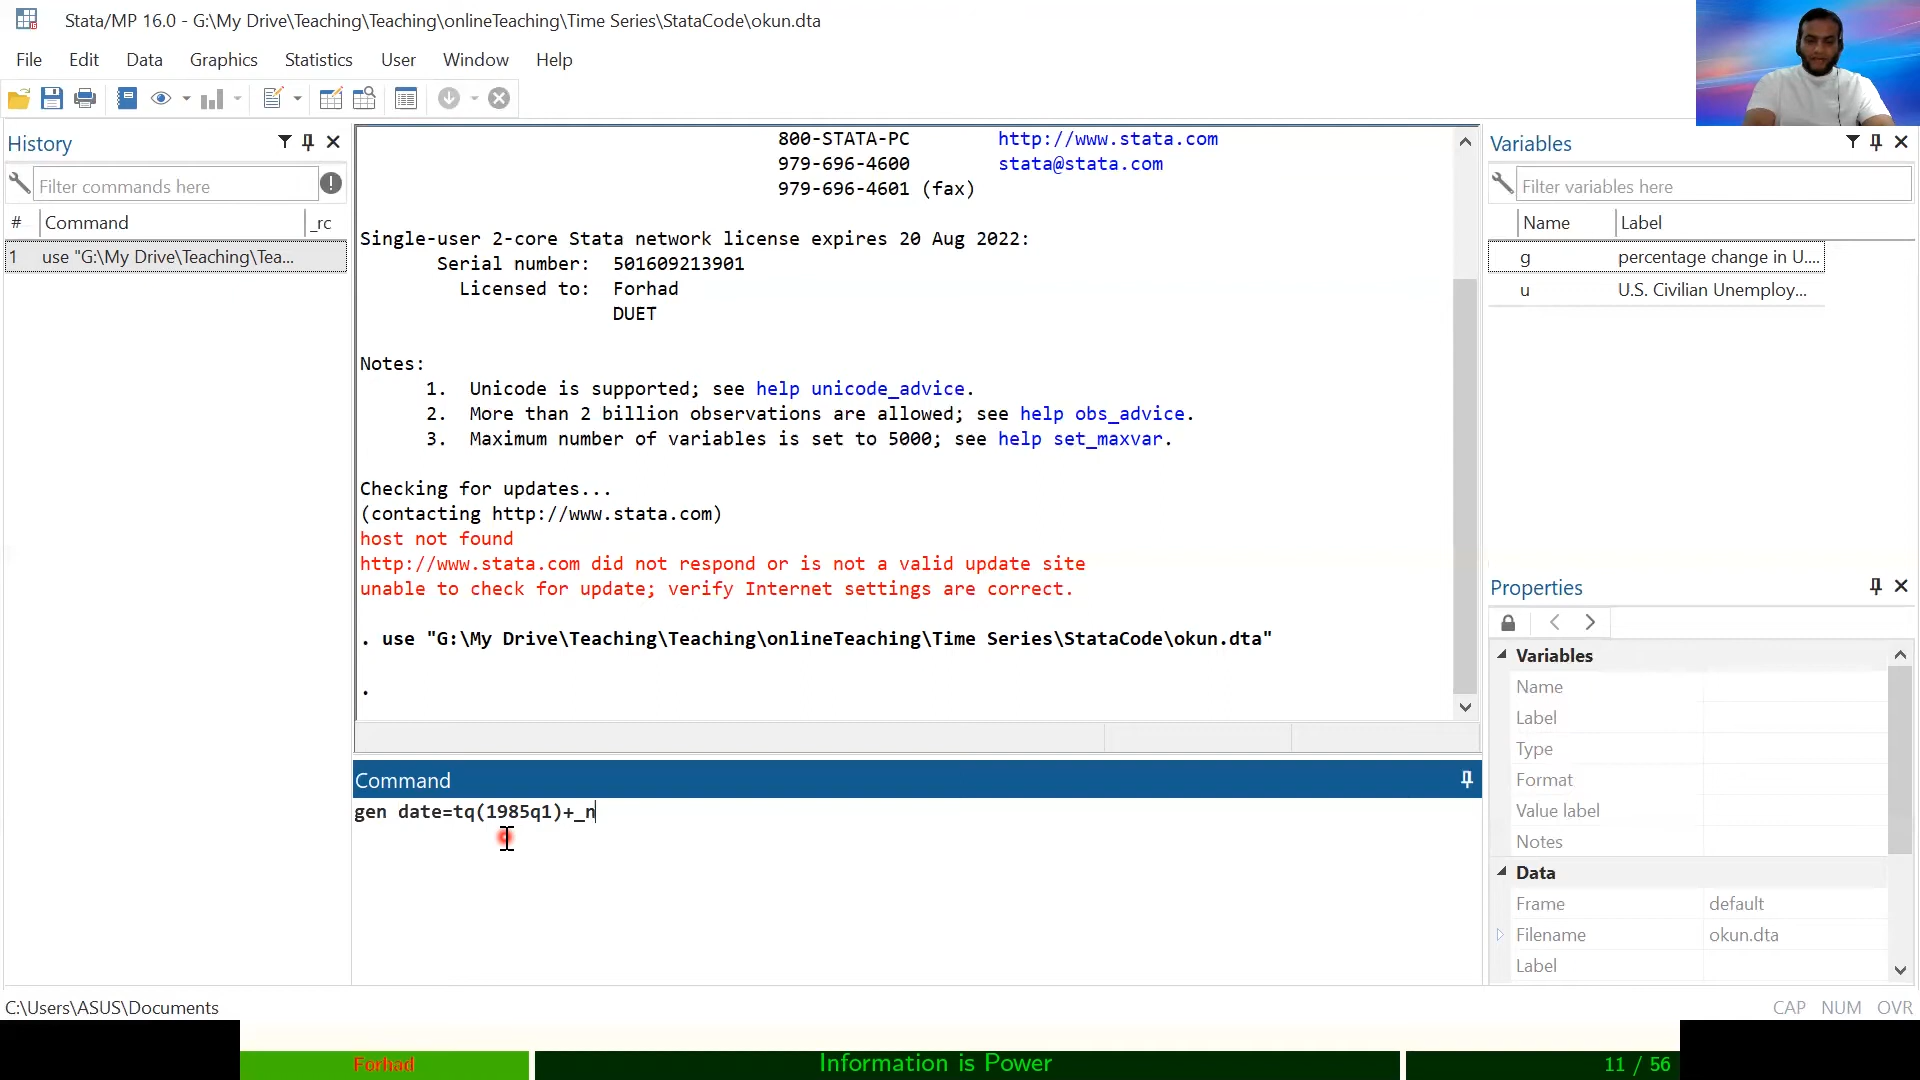 Stata/MP 16.0 - G:\My Drive\Teaching\Teaching\onlineTeaching\Time Series\StataCode\okun.dta
File Edit Data Graphics Statistics User Window Help
History
Filter commands here
# Command _rc
1 use "G:\My Drive\Teaching\Tea...
800-STATA-PC http://www.stata.com
979-696-4600 stata@stata.com
979-696-4601 (fax)
Single-user 2-core Stata network license expires 20 Aug 2022:
Serial number: 501609213901
Licensed to: Forhad
DUET
Notes:
1. Unicode is supported; see help unicode_advice.
2. More than 2 billion observations are allowed; see help obs_advice.
3. Maximum number of variables is set to 5000; see help set_maxvar.
Checking for updates...
(contacting http://www.stata.com)
host not found
http://www.stata.com did not respond or is not a valid update site
unable to check for update; verify Internet settings are correct.
. use "G:\My Drive\Teaching\Teaching\onlineTeaching\Time Series\StataCode\okun.dta"
.
Command
gen date=tq(1985q1)+_n
Variables
Filter variables here
Name Label
g percentage change in U....
u U.S. Civilian Unemploy...
Properties
Variables
Name
Label
Type
Format
Value label
Notes
Data
Frame default
Filename okun.dta
Label
C:\Users\ASUS\Documents
CAP NUM OVR
Forhad
Information is Power
11 / 56